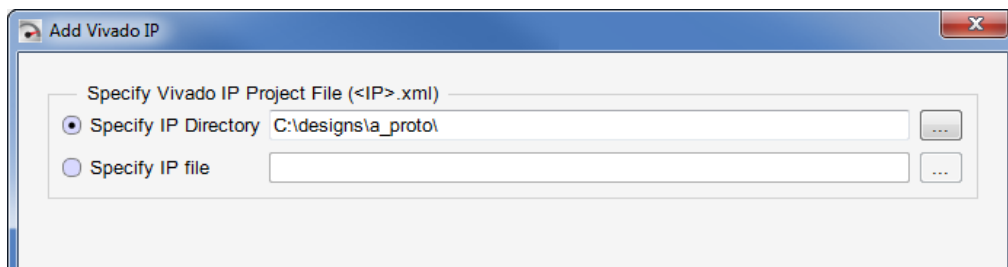 Add Vivado IP
Specify Vivado IP Project File (<IP>.xml)
Specify IP Directory C:\designs\a_proto\ ...
Specify IP file ...